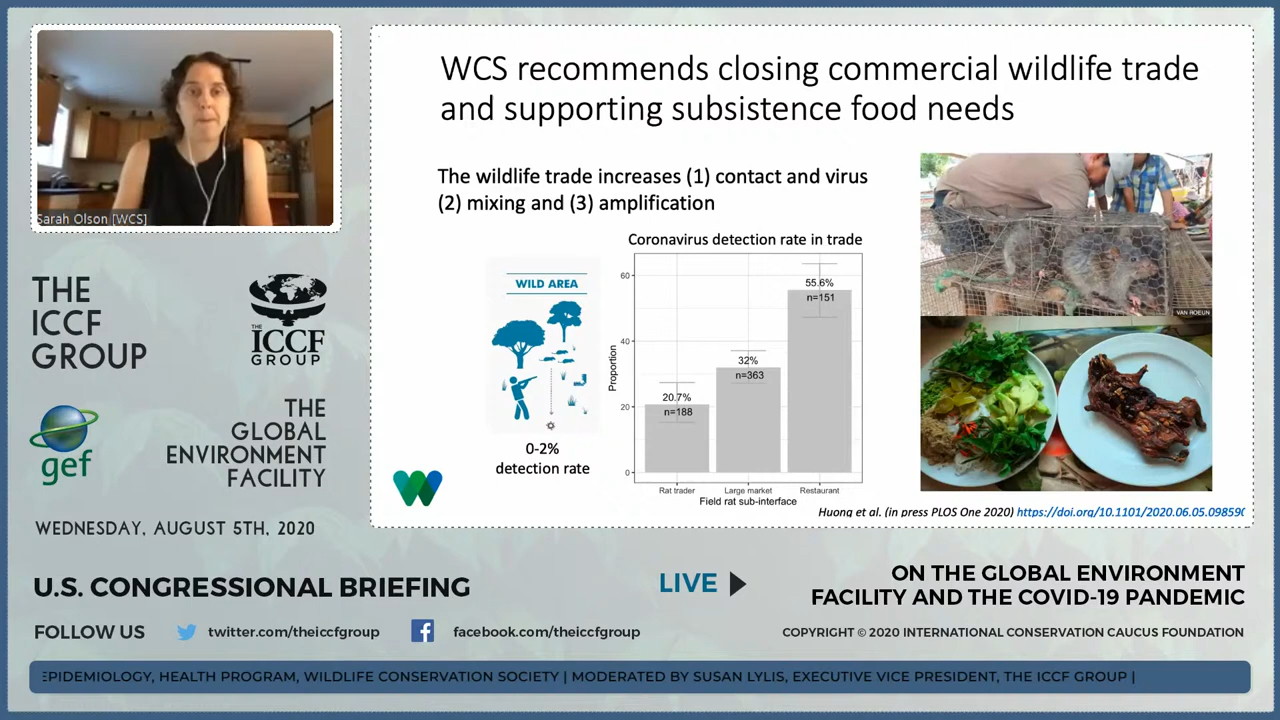 Sarah Olson [WCS]
THE
ICCF
GROUP
THE
ICCF
GROUP
gef
THE
GLOBAL
ENVIRONMENT
FACILITY
WEDNESDAY, AUGUST 5TH, 2020
WCS recommends closing commercial wildlife trade
and supporting subsistence food needs
The wildlife trade increases (1) contact and virus
(2) mixing and (3) amplification
WILD AREA
0-2%
detection rate
Coronavirus detection rate in trade
Proportion
60
40
20
0
20.7%
n=188
32%
n=363
55.6%
n=151
Rat trader
Large market
Restaurant
Field rat sub-interface
VAN ROEUN
Huong et al. (in press PLOS One 2020) https://doi.org/10.1101/2020.06.05.098590
U.S. CONGRESSIONAL BRIEFING
LIVE
ON THE GLOBAL ENVIRONMENT
FACILITY AND THE COVID-19 PANDEMIC
FOLLOW US
twitter.com/theiccfgroup
facebook.com/theiccfgroup
COPYRIGHT © 2020 INTERNATIONAL CONSERVATION CAUCUS FOUNDATION
EPIDEMIOLOGY, HEALTH PROGRAM, WILDLIFE CONSERVATION SOCIETY | MODERATED BY SUSAN LYLIS, EXECUTIVE VICE PRESIDENT, THE ICCF GROUP |